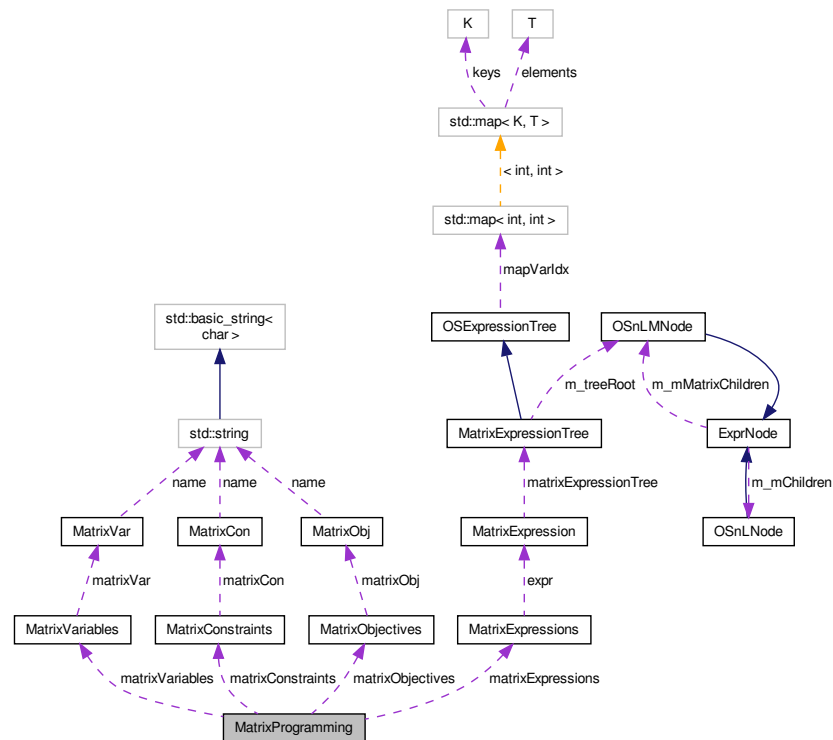 K
T
keys
elements
std::map< K, T >
< int, int >
std::map< int, int >
mapVarIdx
std::basic_string<
char >
OSExpressionTree
OSnLMNode
m_treeRoot
m_mMatrixChildren
std::string
MatrixExpressionTree
ExprNode
name
name
name
matrixExpressionTree
m_mChildren
MatrixVar
MatrixCon
MatrixObj
MatrixExpression
OSnLNode
matrixVar
matrixCon
matrixObj
expr
MatrixVariables
MatrixConstraints
MatrixObjectives
MatrixExpressions
matrixVariables
matrixConstraints
matrixObjectives
matrixExpressions
MatrixProgramming